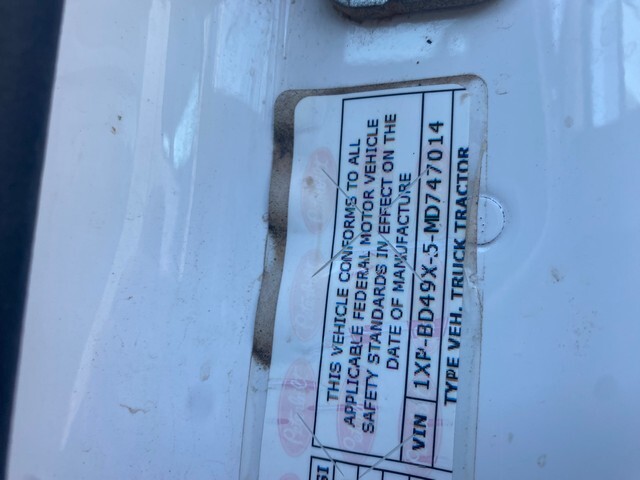 THIS VEHICLE CONFORMS TO ALL
APPLICABLE FEDERAL MOTOR VEHICLE
SAFETY STANDARDS IN EFFECT ON THE
DATE OF MANUFACTURE
VIN 1XP-BD49X-5-MD747014
TYPE VEH. TRUCK TRACTOR